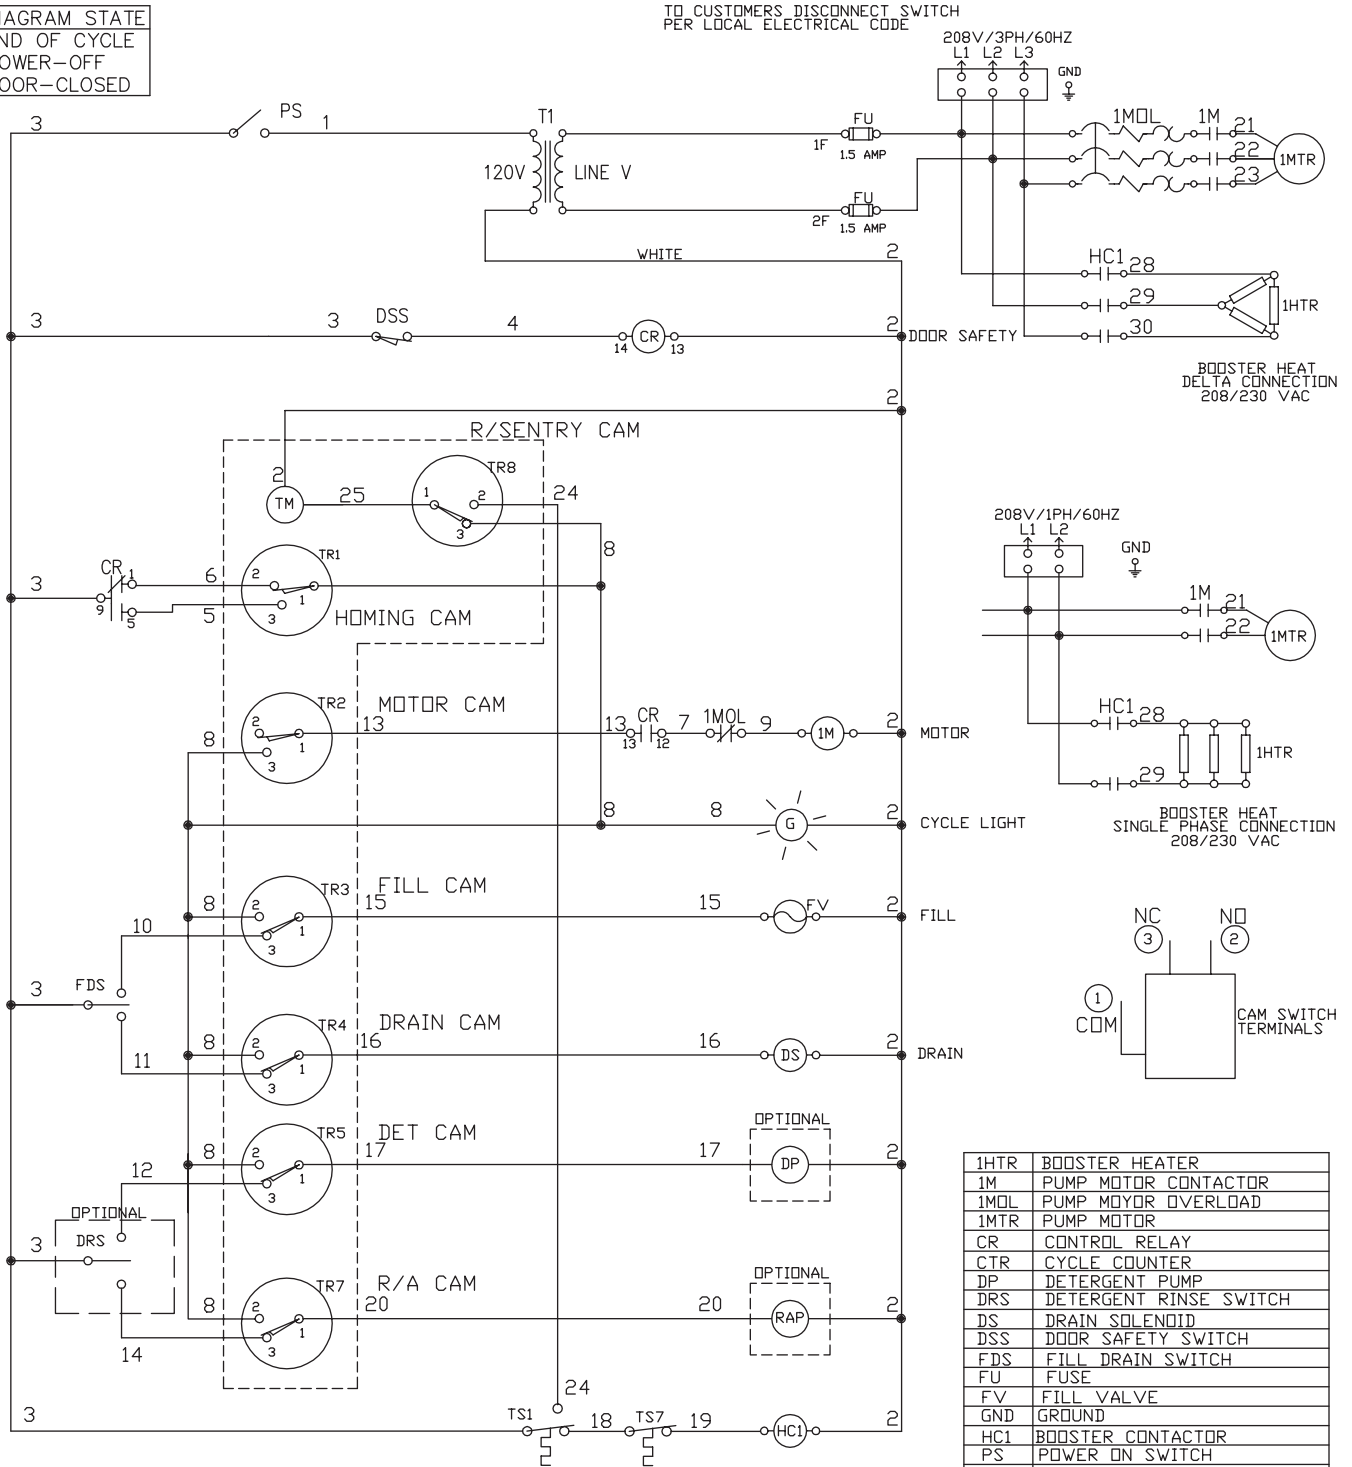 AGRAM STATE
ND OF CYCLE
OWER-OFF
OOR-CLOSED
TO CUSTOMERS DISCONNECT SWITCH
PER LOCAL ELECTRICAL CODE
208V/3PH/60HZ
L1 L2 L3
GND
3 PS 1 T1
FU
1F 1.5 AMP
120V LINE V
FU
2F 1.5 AMP
1MOL 1M 21
22 1MTR
23
WHITE 2
HC1 28
29 1HTR
30
3 3 DSS 4 14 CR 13 2 DOOR SAFETY
BOOSTER HEAT
DELTA CONNECTION
208/230 VAC
2
R/SENTRY CAM
2 TR8
TM 25 1 2 24
3
8
3 CR 1 6 2 TR1
9 5 5 1
3 HOMING CAM
208V/1PH/60HZ
L1 L2
GND
1M 21
22 1MTR
HC1 28
1HTR
29
BOOSTER HEAT
SINGLE PHASE CONNECTION
208/230 VAC
TR2 MOTOR CAM
8 2 1 3 13 13 CR 7 1MOL 9 1M 2 MOTOR
13 12
8 8 G 2 CYCLE LIGHT
TR3 FILL CAM
8 2 1 3 15 15 FV 2 FILL
10
3 FDS
TR4 DRAIN CAM
8 2 1 3 16 16 DS 2 DRAIN
11
NC NO
3 2
1
COM
CAM SWITCH
TERMINALS
OPTIONAL
TR5 DET CAM
8 2 1 3 17 17 DP 2
12
OPTIONAL
3 DRS
OPTIONAL
TR7 R/A CAM
8 2 1 3 20 20 RAP 2
14
24
3 TS1 18 TS7 19 HC1 2
1HTR BOOSTER HEATER
1M PUMP MOTOR CONTACTOR
1MOL PUMP MOYOR OVERLOAD
1MTR PUMP MOTOR
CR CONTROL RELAY
CTR CYCLE COUNTER
DP DETERGENT PUMP
DRS DETERGENT RINSE SWITCH
DS DRAIN SOLENOID
DSS DOOR SAFETY SWITCH
FDS FILL DRAIN SWITCH
FU FUSE
FV FILL VALVE
GND GROUND
HC1 BOOSTER CONTACTOR
PS POWER ON SWITCH